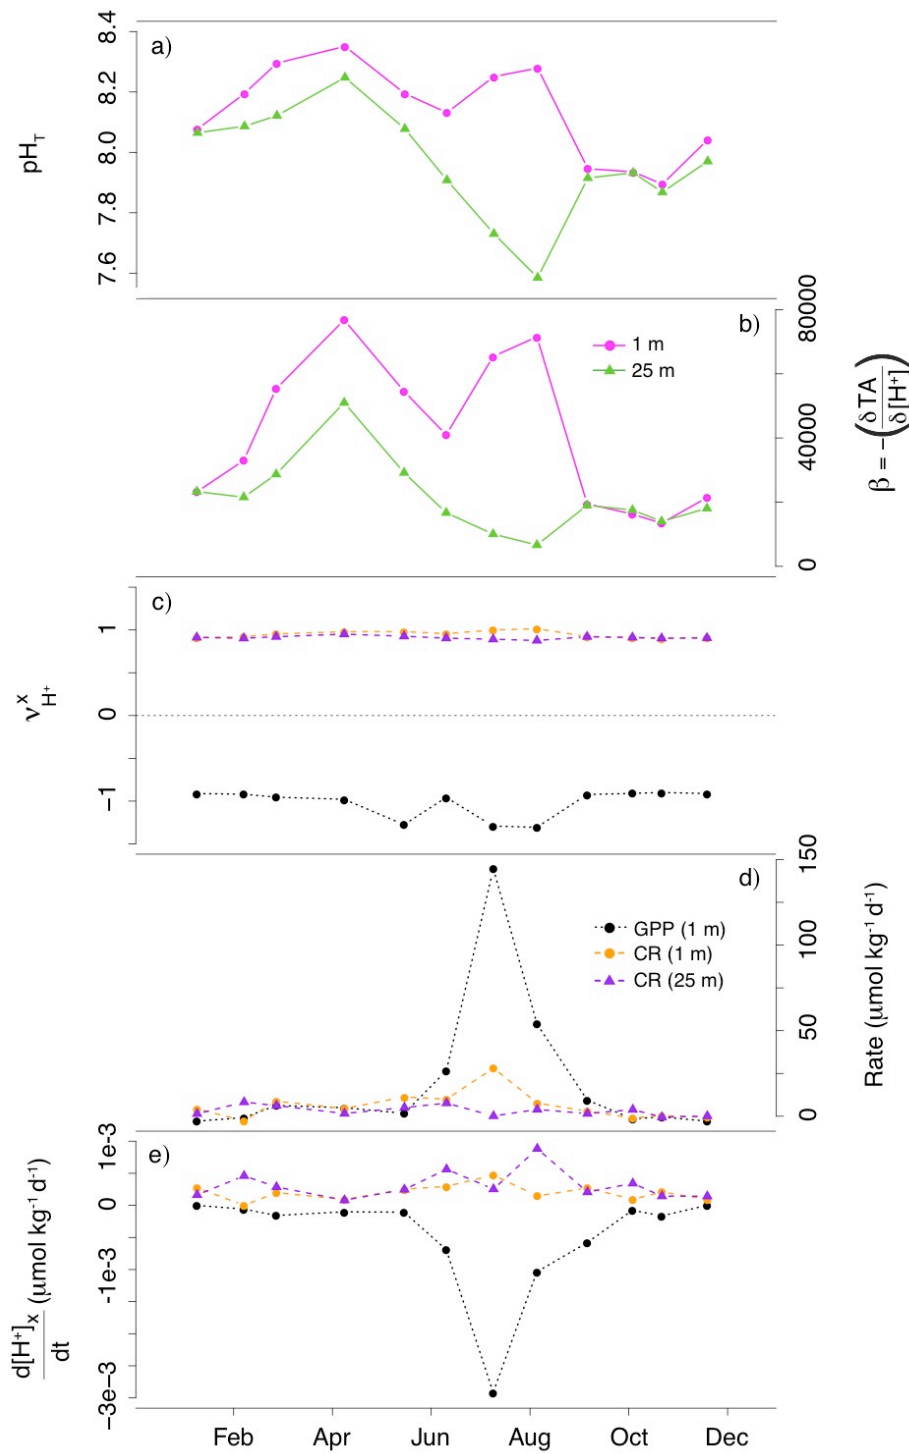 a)
pH_T
8.4
8.2
8.0
7.8
7.6
b)
1 m
25 m
80000
40000
0
β = −(δ TA / δ [H⁺])
c)
ν^x_H⁺
1
0
−1
d)
GPP (1 m)
CR (1 m)
CR (25 m)
150
100
50
0
Rate (μmol kg⁻¹ d⁻¹)
e)
d[H⁺]ₓ / dt (μmol kg⁻¹ d⁻¹)
1e-3
0
-1e-3
−3e-3
Feb Apr Jun Aug Oct Dec